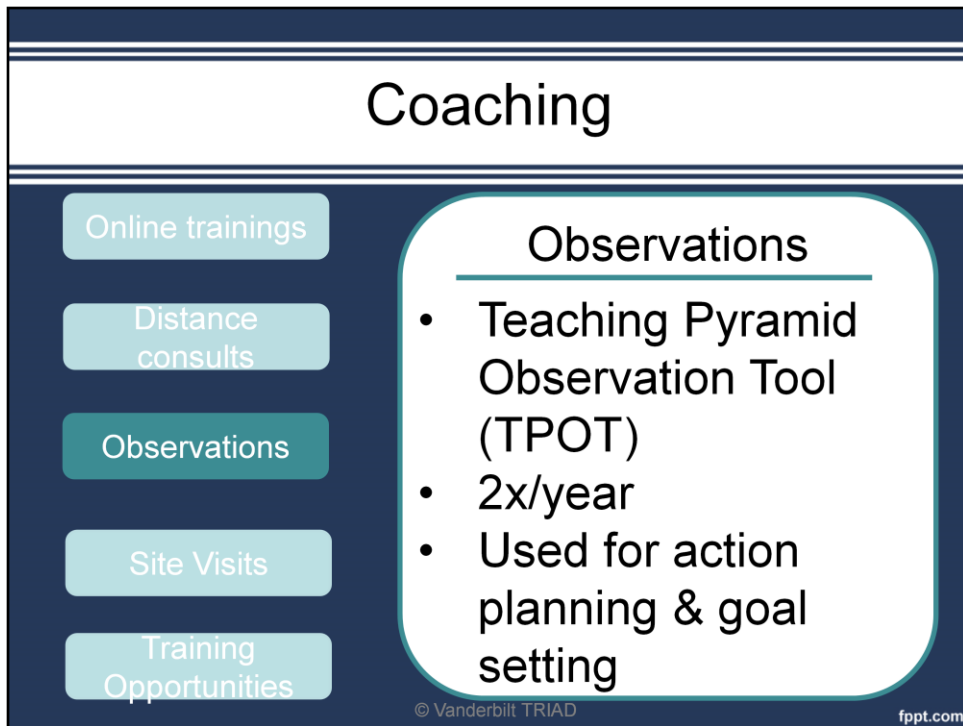 Coaching
Online trainings
Distance
consults
Observations
Site Visits
Training
Opportunities
Observations
• Teaching Pyramid
Observation Tool
(TPOT)
• 2x/year
• Used for action
planning & goal
setting
© Vanderbilt TRIAD
fppt.com